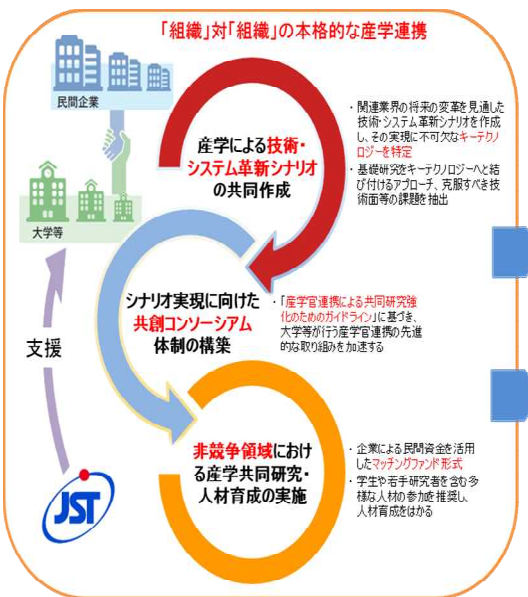 「組織」対「組織」の本格的な産学連携
民間企業
大学等
支援
JST
産学による技術・
システム革新シナリオ
の共同作成
・関連業界の将来の変革を見通した
技術・システム革新シナリオを作成
し、その実現に不可欠なキーテクノ
ロジーを特定
・基礎研究をキーテクノロジーへと結
び付けるアプローチ、克服すべき技
術面等の課題を抽出
シナリオ実現に向けた
共創コンソーシアム
体制の構築
・「産学官連携による共同研究強
化のためのガイドライン」に基づき、
大学等が行う産学官連携の先進
的な取り組みを加速する
非競争領域におけ
る産学共同研究・
人材育成の実施
・企業による民間資金を活用
したマッチングファンド形式
・学生や若手研究者を含む多
様な人材の参加を推奨し、
人材育成をはかる